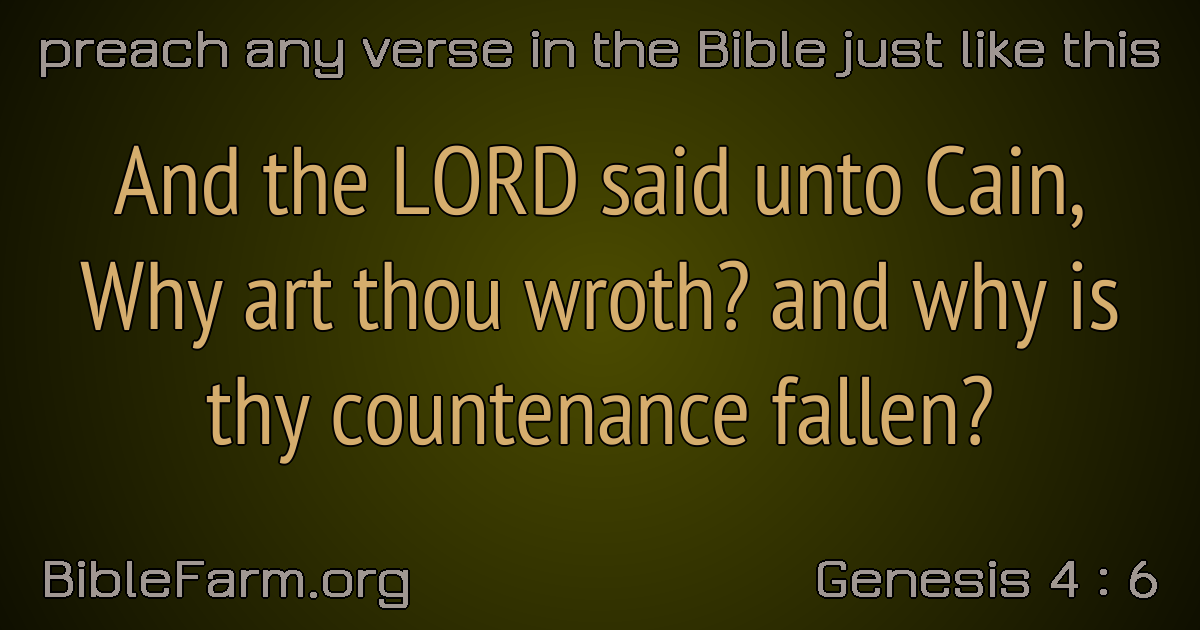 preach any verse in the Bible just like this
And the LORD said unto Cain,
Why art thou wroth? and why is
thy countenance fallen?
BibleFarm.org
Genesis 4 : 6